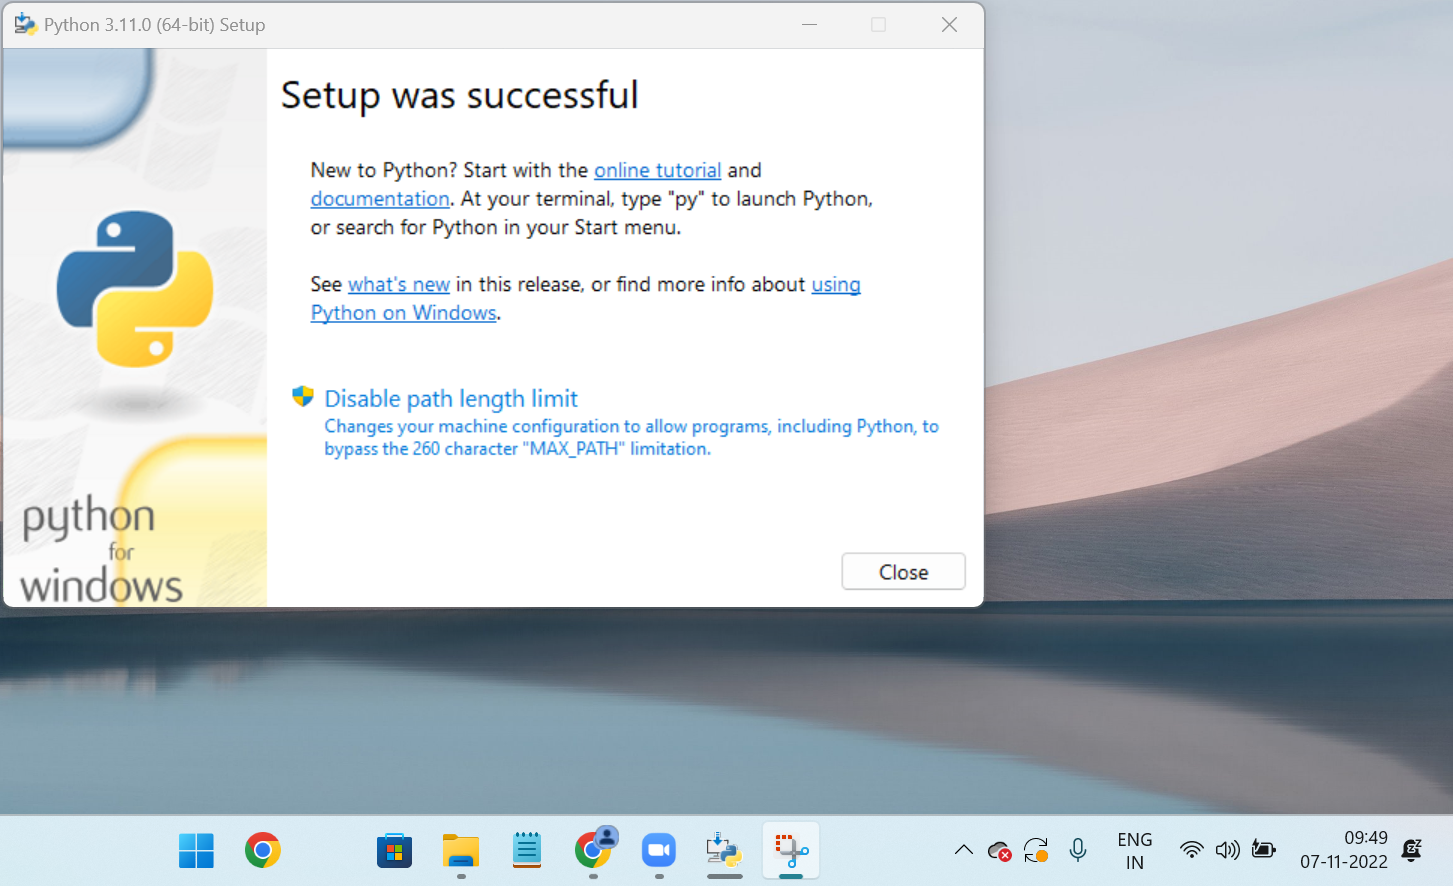 Python 3.11.0 (64-bit) Setup
Setup was successful
New to Python? Start with the online tutorial and
documentation. At your terminal, type "py" to launch Python,
or search for Python in your Start menu.
See what's new in this release, or find more info about using
Python on Windows.
Disable path length limit
Changes your machine configuration to allow programs, including Python, to
bypass the 260 character "MAX_PATH" limitation.
python
for
windows
Close
ENG
IN
09:49
07-11-2022